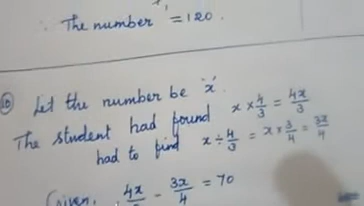 ∴ The number = 120.
(10) Let the number be 'x'
The student had found x × 4/3 = 4x/3
had to find x ÷ 4/3 = x × 3/4 = 3x/4
Given, 4x/3 - 3x/4 = 70